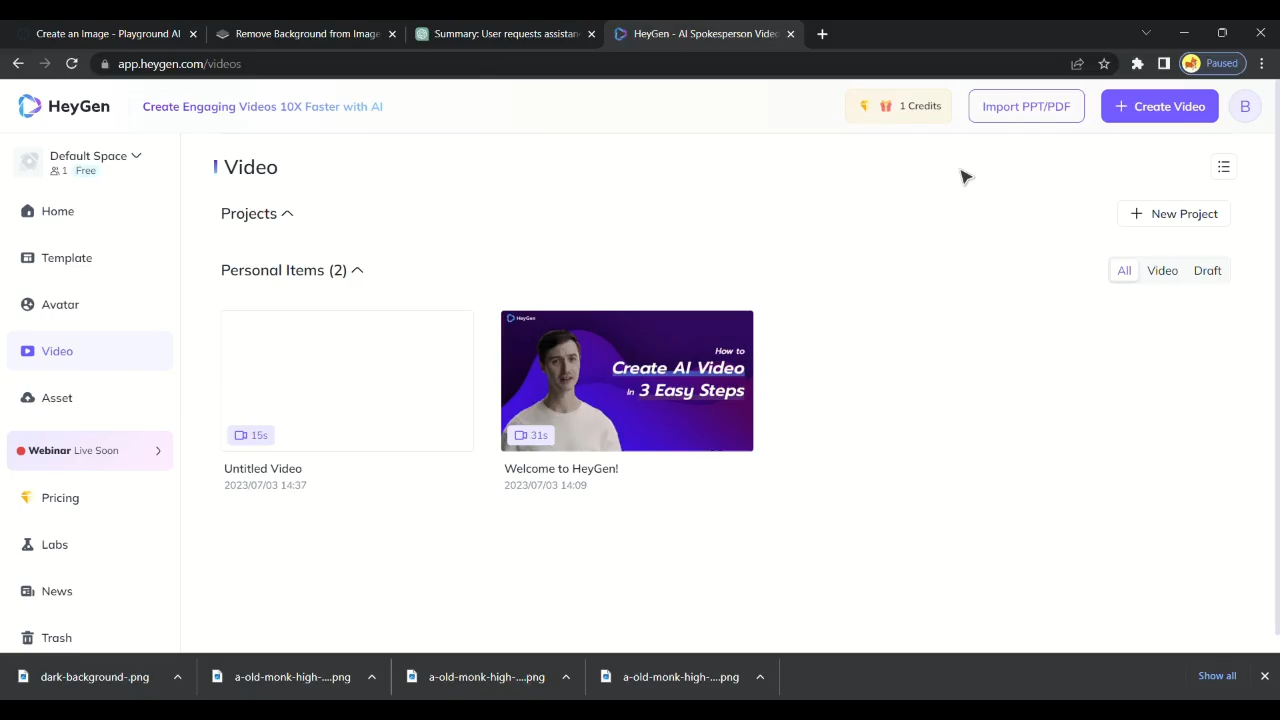 Create an Image - Playground AI
Remove Background from Image
Summary: User requests assistan
HeyGen - AI Spokesperson Video
app.heygen.com/videos
Paused
HeyGen
Create Engaging Videos 10X Faster with AI
1 Credits
Import PPT/PDF
+ Create Video
B
Default Space
1 Free
Video
Home
Projects
+ New Project
Template
Personal Items (2)
All Video Draft
Avatar
HeyGen
How to
Create AI Video
in 3 Easy Steps
Video
Asset
15s
31s
Webinar Live Soon
Untitled Video
2023/07/03 14:37
Welcome to HeyGen!
2023/07/03 14:09
Pricing
Labs
News
Trash
dark-background-.png
a-old-monk-high-....png
a-old-monk-high-....png
a-old-monk-high-....png
Show all